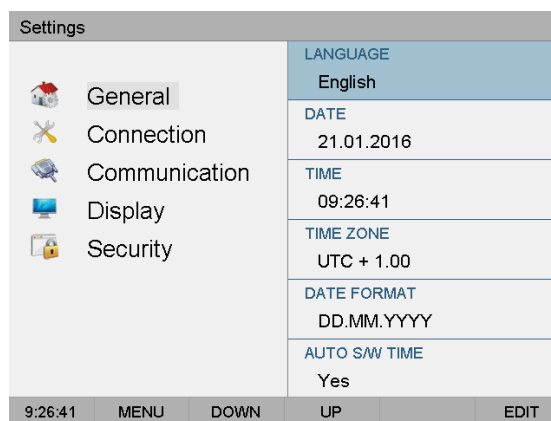 Settings
General
Connection
Communication
Display
Security
LANGUAGE
English
DATE
21.01.2016
TIME
09:26:41
TIME ZONE
UTC + 1.00
DATE FORMAT
DD.MM.YYYY
AUTO S/W TIME
Yes
9:26:41 MENU DOWN UP EDIT